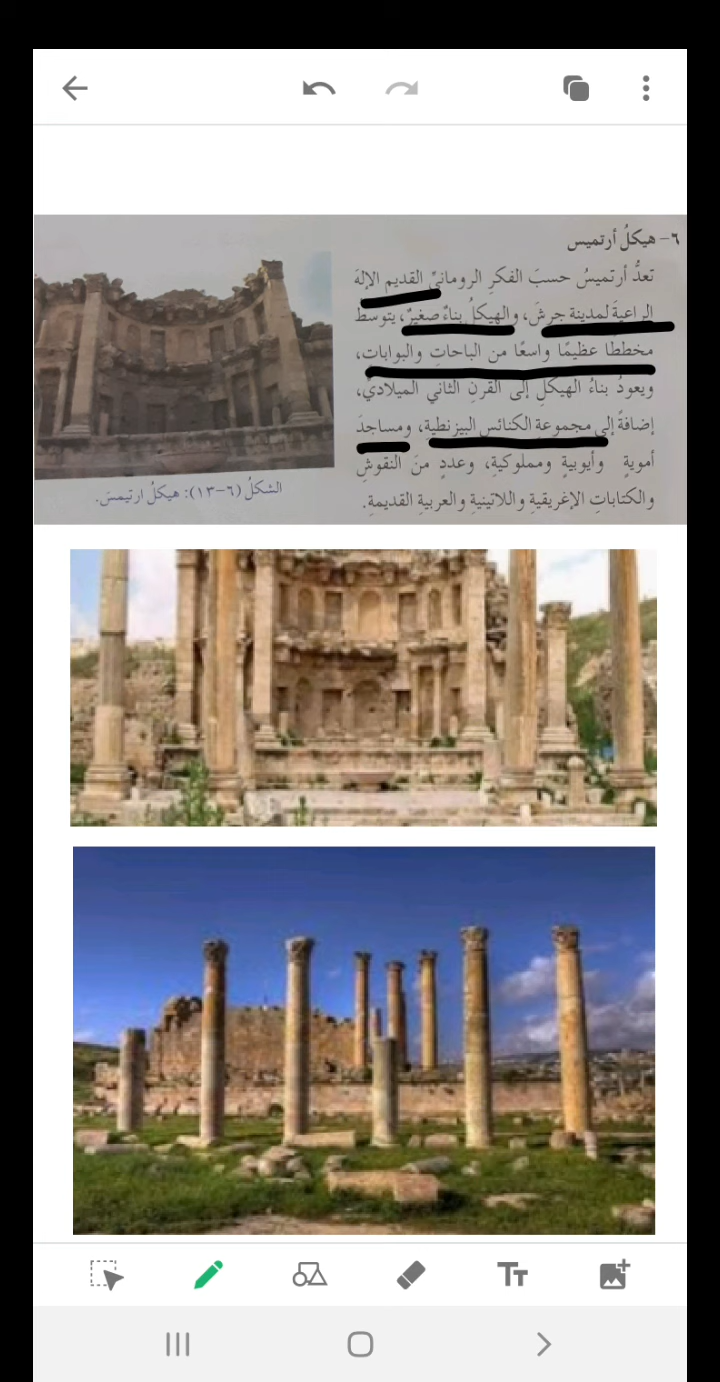 ٦- هيكلُ أرتميس
تعدُّ أرتميسُ حسبَ الفكرِ الرومانيِّ القديمِ الإلهَ
الراعيةَ لمدينةِ جرشَ، والهيكلُ بناءٌ صغيرٌ، يتوسطُ
مخططًا عظيمًا واسعًا من الباحاتِ والبواباتِ،
ويعودُ بناءُ الهيكلِ إلى القرنِ الثاني الميلاديِّ،
إضافةً إلى مجموعةِ الكنائسِ البيزنطيةِ، ومساجدَ
أمويةٍ وأيوبيةٍ ومملوكيةٍ، وعددٍ منَ النقوشِ
والكتاباتِ الإغريقيةِ واللاتينيةِ والعربيةِ القديمةِ.
الشكلُ (٦-١٣): هيكلُ ارتيمسَ.
TT